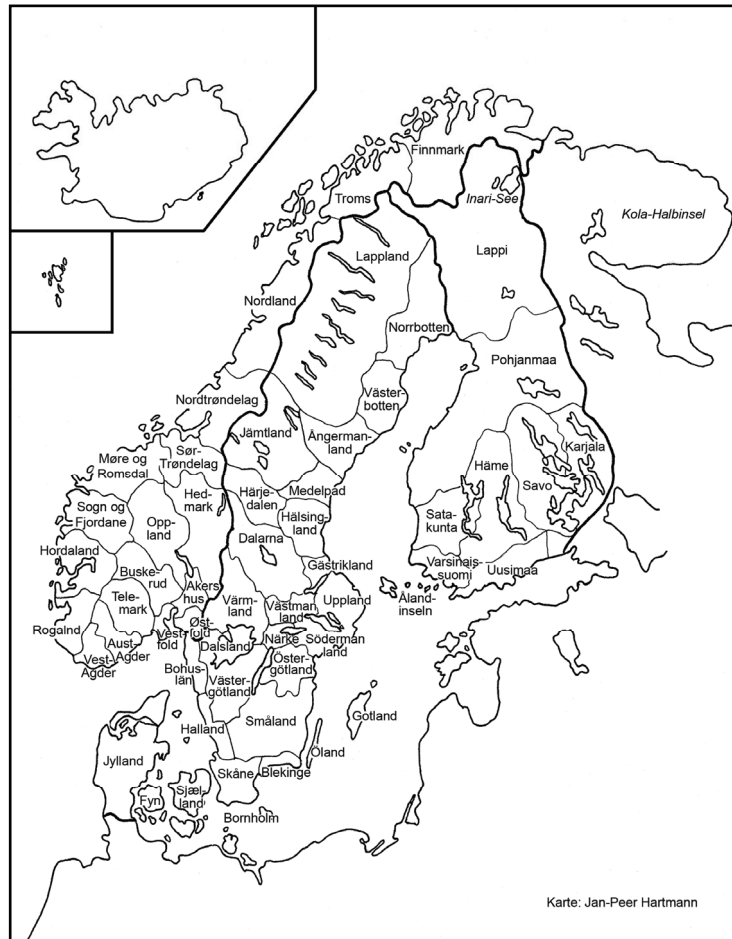 Finnmark
Troms
Inari-See
Kola-Halbinsel
Lappi
Lappland
Nordland
Norrbotten
Pohjanmaa
Väster-
botten
Nordtrøndelag
Jämtland
Ångerman-
land
Sør-
Trøndelag
Møre og
Romsdal
Karjala
Häme
Savo
Hed-
mark
Härje-
dalen
Medelpad
Sogn og
Fjordane
Opp-
land
Hälsing-
land
Sata-
kunta
Dalarna
Hordaland
Gästrikland
Varsinais-
suomi
Uusimaa
Buske-
rud
Akers
hus
Åland-
inseln
Tele-
mark
Värm-
land
Västman
land
Uppland
Rogalnd
Vest-
fold
Øst-
fold
Dalsland
Närke
Söderman
land
Aust-
Agder
Vest-
Agder
Bohus-
län
Väster-
götland
Öster-
götland
Gotland
Småland
Halland
Öland
Jylland
Skåne
Blekinge
Fyn
Sjæl-
land
Bornholm
Karte: Jan-Peer Hartmann